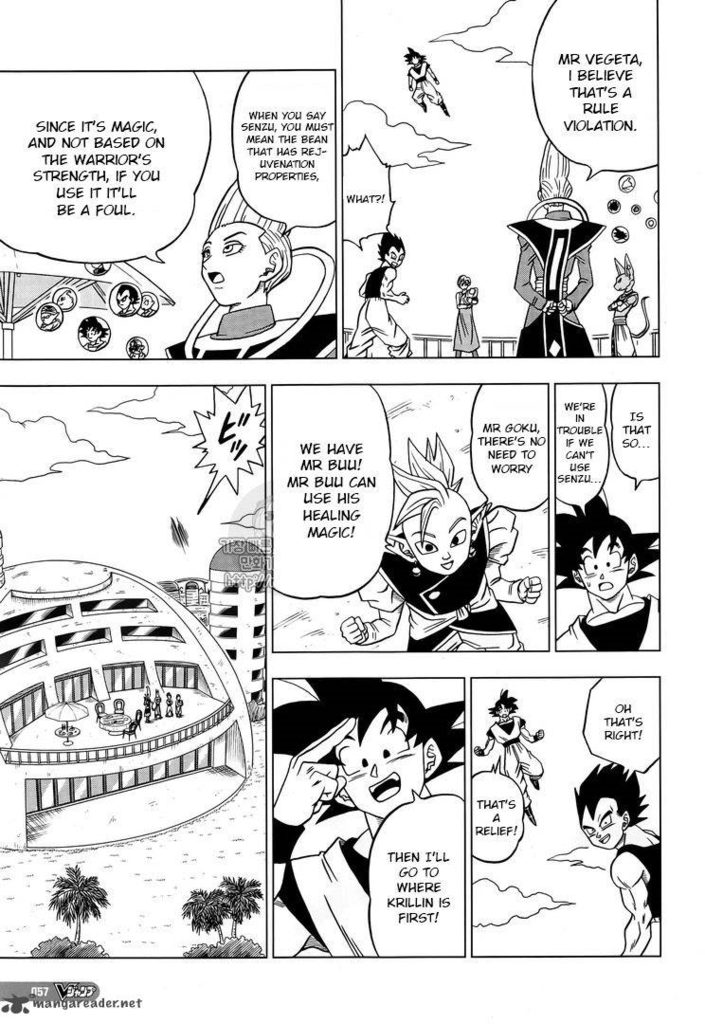 MR VEGETA,
I BELIEVE
THAT'S A
RULE
VIOLATION.
WHAT?!
WHEN YOU SAY
SENZU, YOU MUST
MEAN THE BEAN
THAT HAS REJ-
UVENATION
PROPERTIES,
SINCE IT'S MAGIC,
AND NOT BASED ON
THE WARRIOR'S
STRENGTH, IF YOU
USE IT IT'LL
BE A FOUL.
IS
THAT
SO...
WE'RE
IN
TROUBLE
IF WE
CAN'T
USE
SENZU...
MR GOKU,
THERE'S NO
NEED TO
WORRY
WE HAVE
MR BUU!
MR BUU CAN
USE HIS
HEALING
MAGIC!
OH
THAT'S
RIGHT!
THAT'S
A
RELIEF!
THEN I'LL
GO TO
WHERE
KRILLIN IS
FIRST!
057
mangareader.net